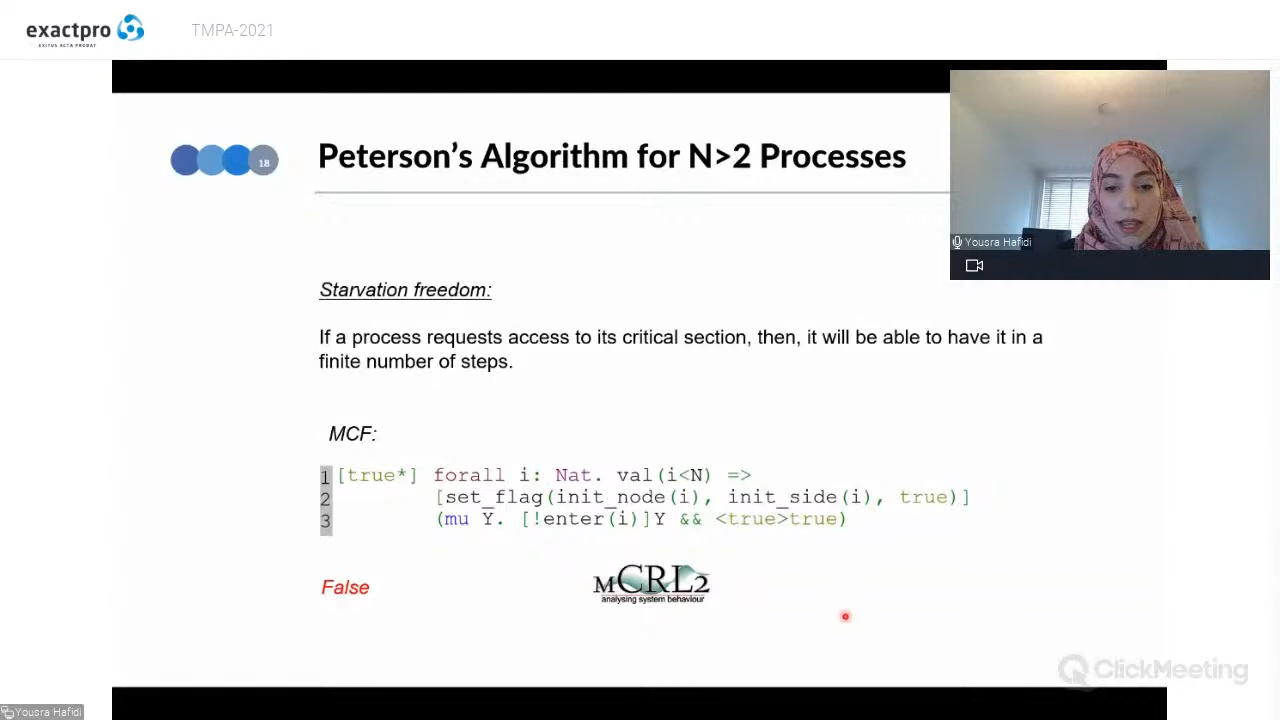 exactpro
EXITUS ACTA PROBAT
TMPA-2021
18
Peterson's Algorithm for N>2 Processes
Yousra Hafidi
Starvation freedom:
If a process requests access to its critical section, then, it will be able to have it in a
finite number of steps.
MCF:
1 [true*] forall i: Nat. val(i<N) =>
2 [set_flag(init_node(i), init_side(i), true)]
3 (mu Y. [!enter(i)]Y && <true>true)
False
mCRL2
analysing system behaviour
ClickMeeting
Yousra Hafidi